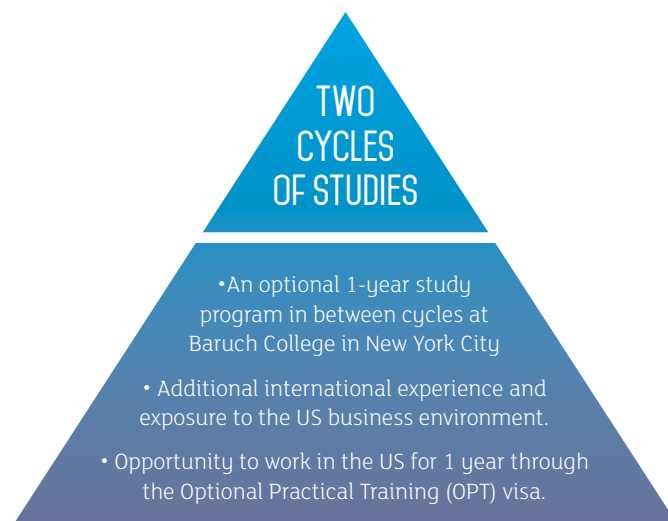 TWO
CYCLES
OF STUDIES
•An optional 1-year study
program in between cycles at
Baruch College in New York City
• Additional international experience and
exposure to the US business environment.
• Opportunity to work in the US for 1 year through
the Optional Practical Training (OPT) visa.